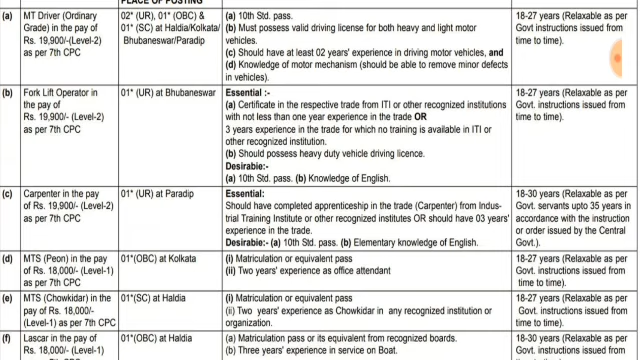 PLACE OF POSTING
(a) MT Driver (Ordinary Grade) in the pay of Rs. 19,900/-(Level-2) as per 7th CPC
02* (UR), 01* (OBC) & 01* (SC) at Haldia/Kolkata/ Bhubaneswar/Paradip
(a) 10th Std. pass.
(b) Must possess valid driving license for both heavy and light motor vehicles.
(c) Should have at least 02 years' experience in driving motor vehicles, and
(d) Knowledge of motor mechanism (should be able to remove minor defects in vehicles).
18-27 years (Relaxable as per Govt instructions issued from time to time).
(b) Fork Lift Operator in the pay of Rs. 19,900/- (Level-2) as per 7th CPC
01* (UR) at Bhubaneswar
Essential :-
(a) Certificate in the respective trade from ITI or other recognized institutions with not less than one year experience in the trade OR
3 years experience in the trade for which no training is available in ITI or other recognized institution.
(b) Should possess heavy duty vehicle driving licence.
Desirable:-
(a) 10th Std. pass. (b) Knowledge of English.
18-27 years (Relaxable as per Govt. instructions issued from time to time).
(c) Carpenter in the pay of Rs. 19,900/- (Level-2) as per 7th CPC
01* (UR) at Paradip
Essential:
Should have completed apprenticeship in the trade (Carpenter) from Indus-
trial Training Institute or other recognized institutes OR should have 03 years' experience in the trade.
Desirable:- (a) 10th Std. pass. (b) Elementary knowledge of English.
18-30 years (Relaxable as per Govt. servants upto 35 years in accordance with the instruction or order issued by the Central Govt.).
(d) MTS (Peon) in the pay of Rs. 18,000/- (Level-1) as per 7th CPC
01*(OBC) at Kolkata
(i) Matriculation or equivalent pass
(ii) Two years' experience as office attendant
18-27 years (Relaxable as per Govt. instructions issued from time to time).
(e) MTS (Chowkidar) in the pay of Rs. 18,000/- (Level-1) as per 7th CPC
01*(SC) at Haldia
(i) Matriculation or equivalent pass
(ii) Two years' experience as Chowkidar in any recognized institution or organization.
18-27 years (Relaxable as per Govt. instructions issued from time to time).
(f) Lascar in the pay of Rs. 18,000/- (Level-1)
01*(OBC) at Haldia
(a) Matriculation pass or its equivalent from recognized boards.
(b) Three years' experience in service on Boat.
18-30 years (Relaxable as per Govt. instructions issued from